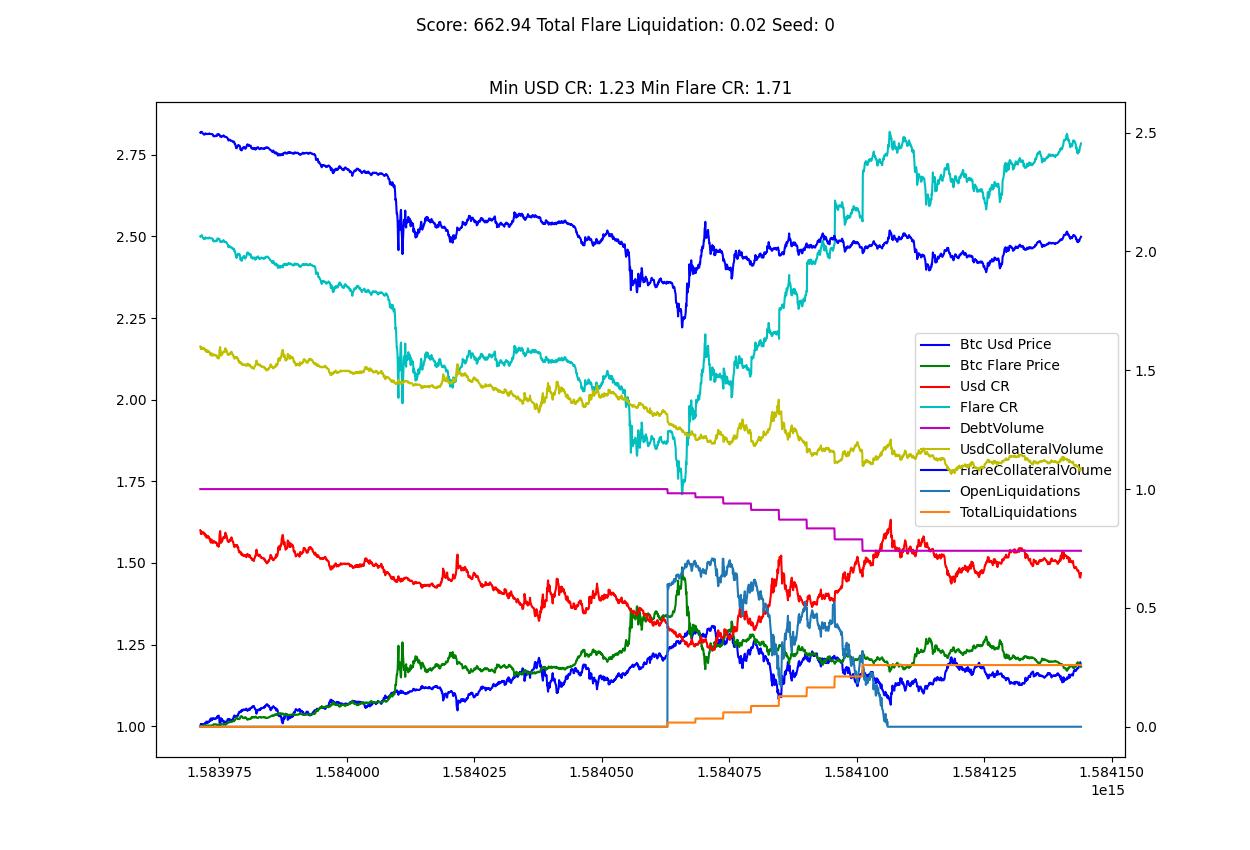 Score: 662.94 Total Flare Liquidation: 0.02 Seed: 0
Min USD CR: 1.23 Min Flare CR: 1.71
2.75
2.50
2.25
2.00
1.75
1.50
1.25
1.00
2.5
2.0
1.5
1.0
0.5
0.0
Btc Usd Price
Btc Flare Price
Usd CR
Flare CR
DebtVolume
UsdCollateralVolume
FlareCollateralVolume
OpenLiquidations
TotalLiquidations
1.583975 1.584000 1.584025 1.584050 1.584075 1.584100 1.584125 1.584150
1e15